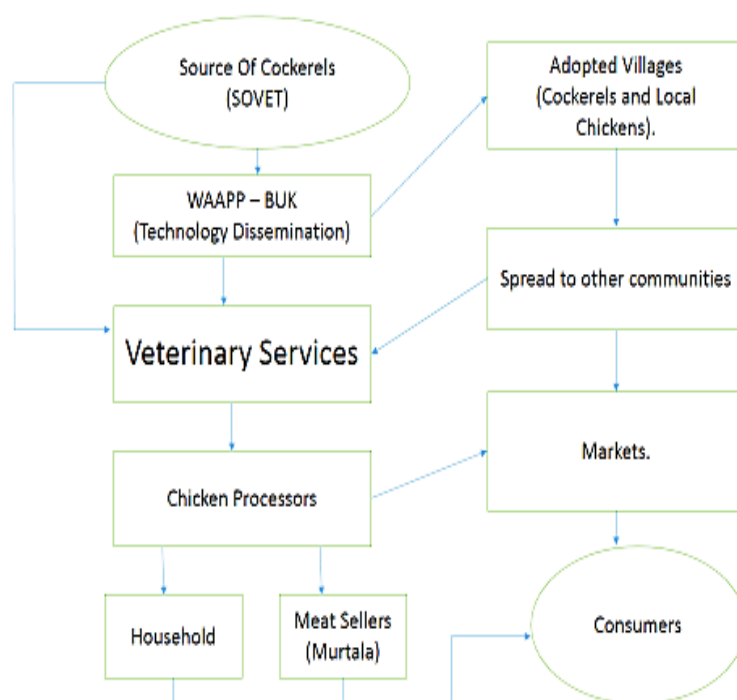 Source Of Cockerels
(SOVET)
Adopted Villages
(Cockerels and Local
Chickens).
WAAPP – BUK
(Technology Dissemination)
Spread to other communities
Veterinary Services
Markets.
Chicken Processors
Household
Meat Sellers
(Murtala)
Consumers